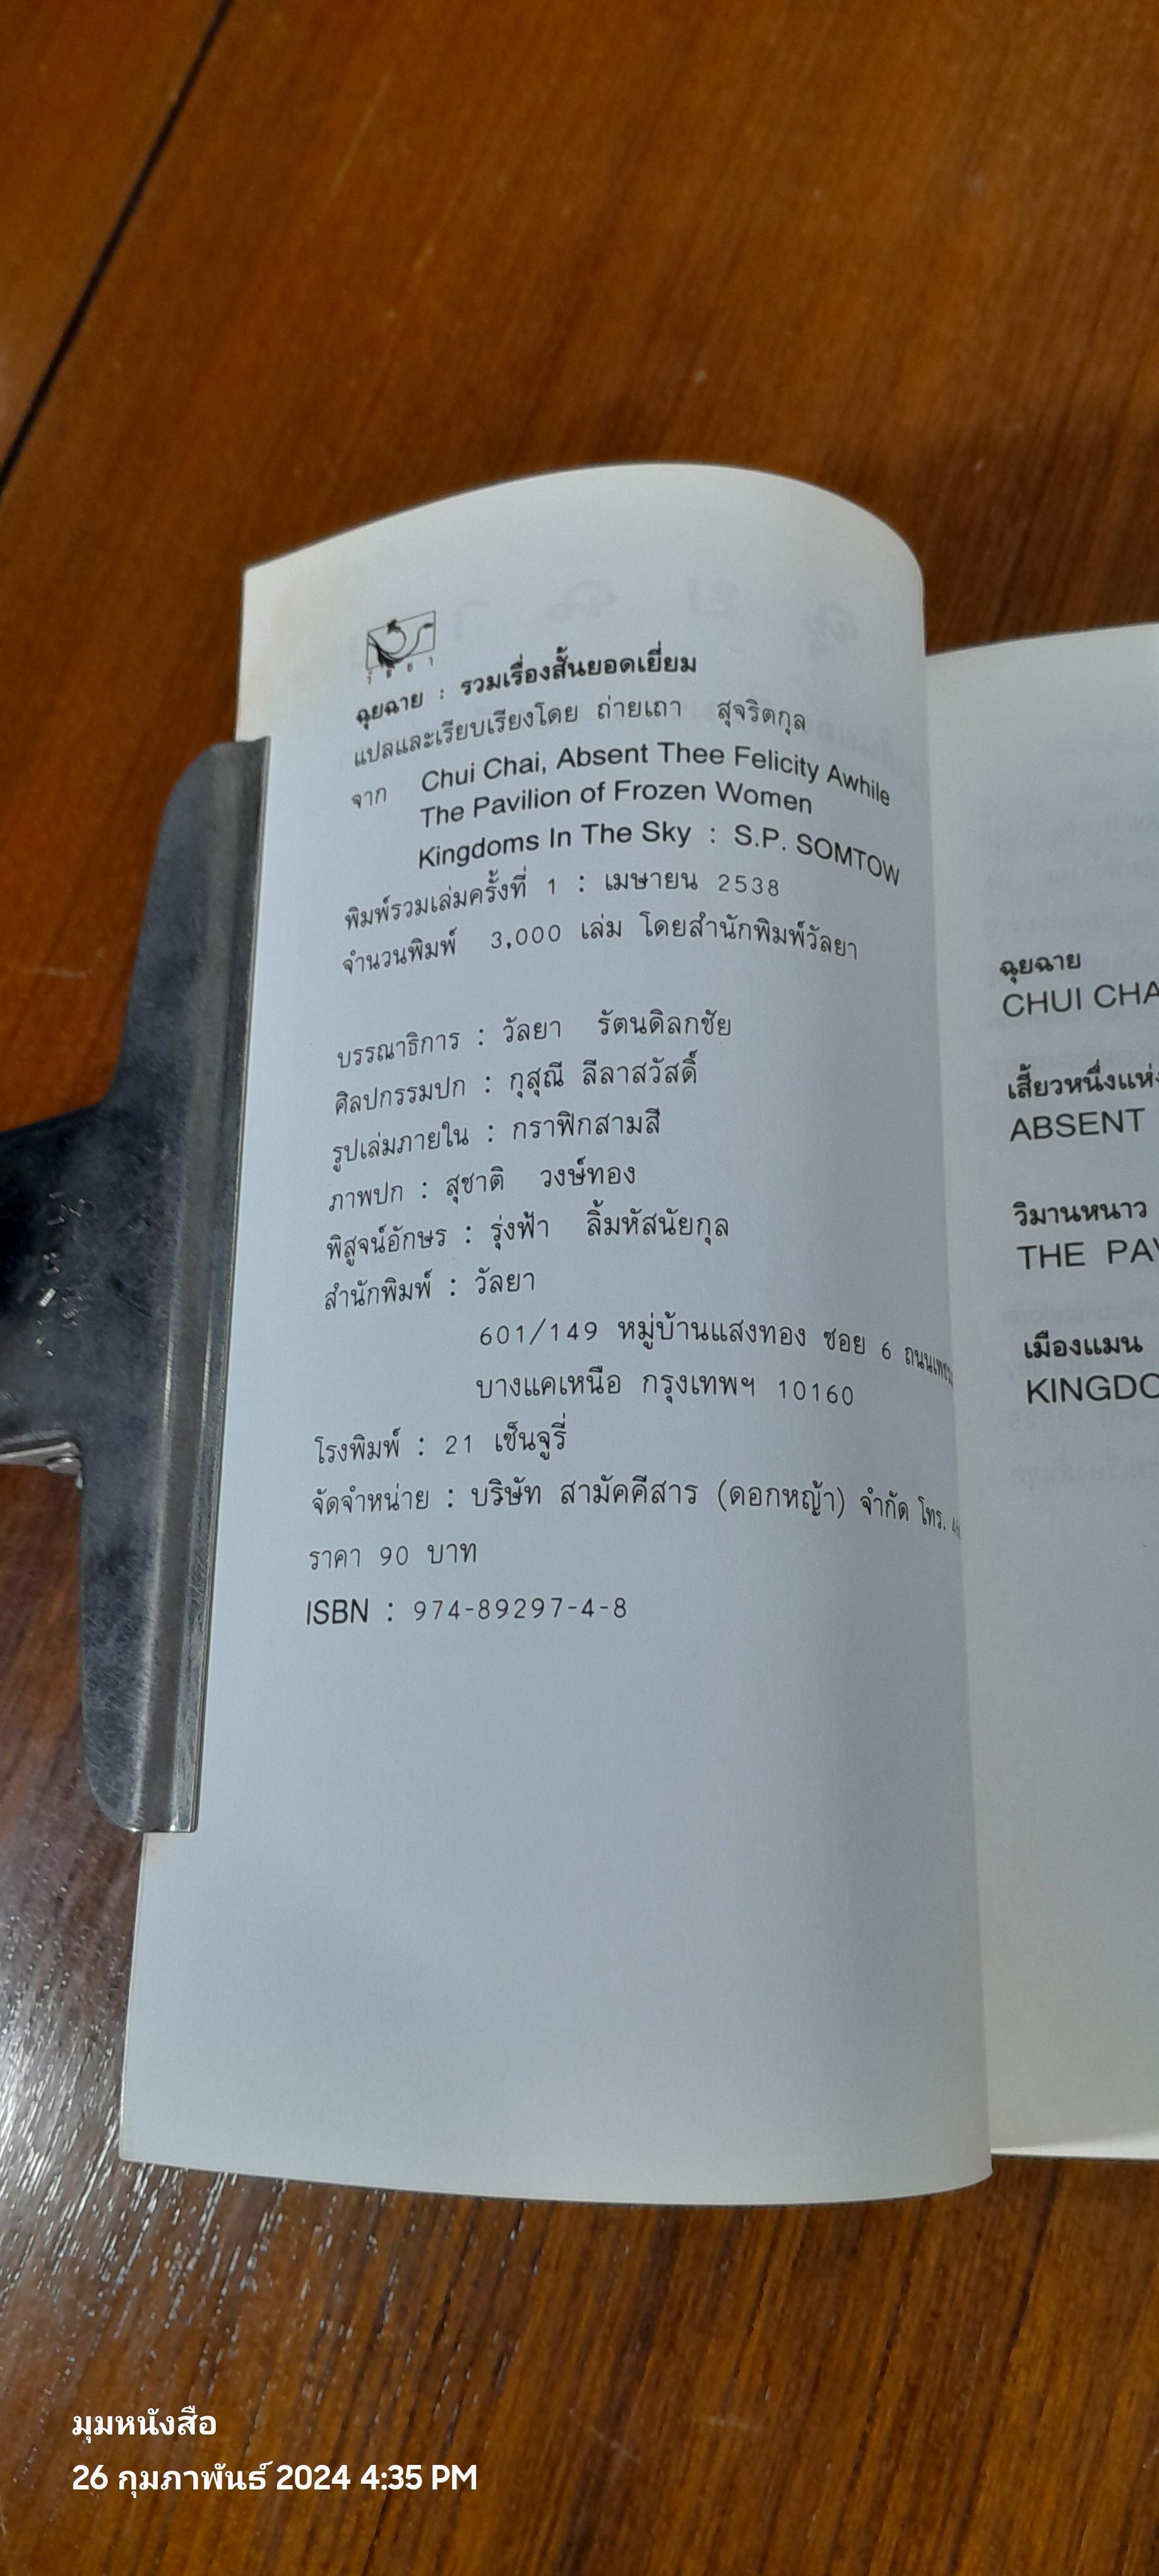 ฉุยฉาย : รวมเรื่องสั้นยอดเยี่ยม
แปลและเรียบเรียงโดย ถ่ายเถา สุจริตกุล
จาก Chui Chai, Absent Thee Felicity Awhile
The Pavilion of Frozen Women
Kingdoms In The Sky : S.P. SOMTOW
พิมพ์รวมเล่มครั้งที่ 1 : เมษายน 2538
จำนวนพิมพ์ 3,000 เล่ม โดยสำนักพิมพ์วัลยา
บรรณาธิการ : วัลยา รัตนดิลกชัย
ศิลปกรรมปก : กุสุณี ลีลาสวัสดิ์
รูปเล่มภายใน : กราฟิกสามสี
ภาพปก : สุชาติ วงษ์ทอง
พิสูจน์อักษร : รุ่งฟ้า ลิ้มหัสนัยกุล
สำนักพิมพ์ : วัลยา
601/149 หมู่บ้านแสงทอง ซอย 6
บางแคเหนือ กรุงเทพฯ 10160
โรงพิมพ์ : 21 เซ็นจูรี่
จัดจำหน่าย : บริษัท สามัคคีสาร (ดอกหญ้า) จำกัด โทร.
ราคา 90 บาท
ISBN : 974-89297-4-8
ฉุยฉาย
CHUI CHA
เสี้ยวหนึ่งแห่ง
ABSENT
วิมานหนาว
THE PAV
เมืองแมน
KINGDO
มุมหนังสือ
26 กุมภาพันธ์ 2024 4:35 PM